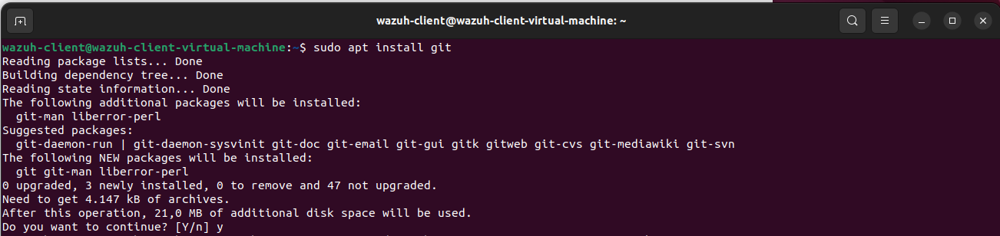 wazuh-client@wazuh-client-virtual-machine: ~
wazuh-client@wazuh-client-virtual-machine:~$ sudo apt install git
Reading package lists... Done
Building dependency tree... Done
Reading state information... Done
The following additional packages will be installed:
  git-man liberror-perl
Suggested packages:
  git-daemon-run | git-daemon-sysvinit git-doc git-email git-gui gitk gitweb git-cvs git-mediawiki git-svn
The following NEW packages will be installed:
  git git-man liberror-perl
0 upgraded, 3 newly installed, 0 to remove and 47 not upgraded.
Need to get 4.147 kB of archives.
After this operation, 21,0 MB of additional disk space will be used.
Do you want to continue? [Y/n] y